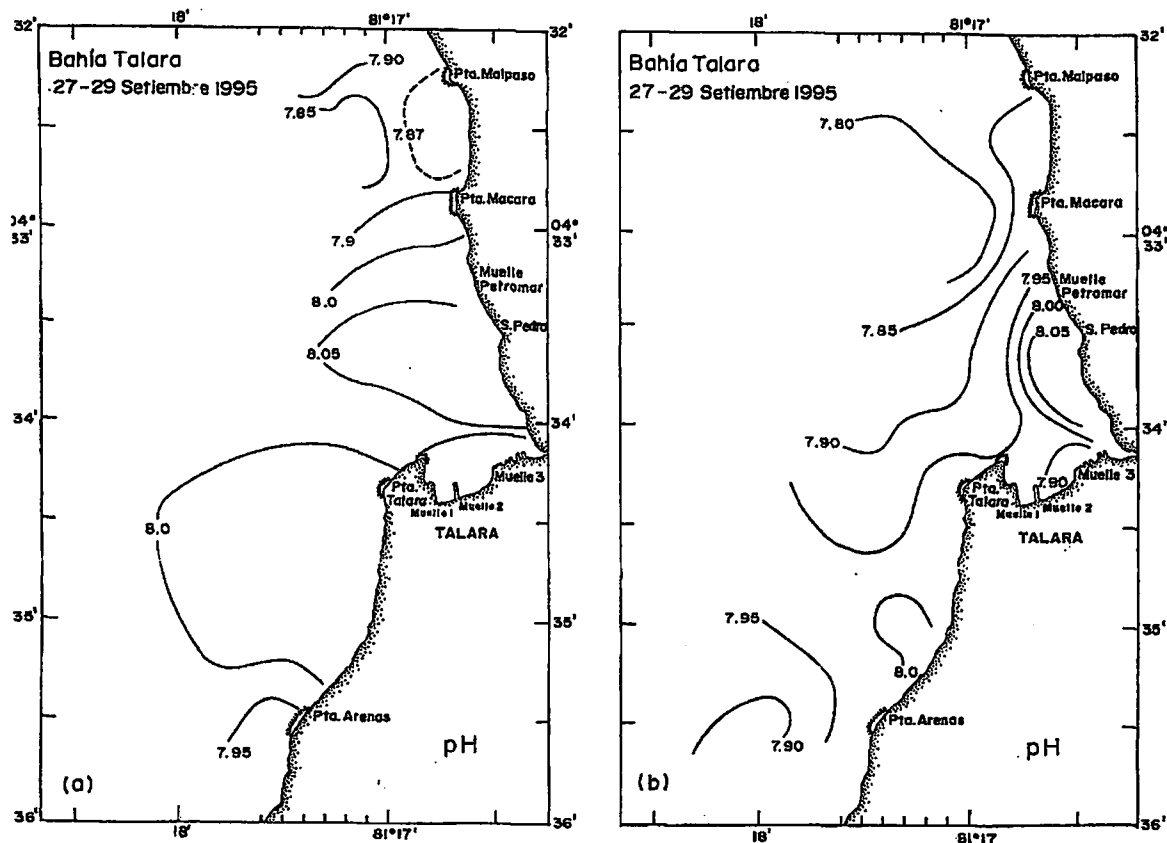 18'
81°17'
32'
32'
Bahía Talara
27-29 Setiembre 1995
7.90
7.85
7.87
Pta. Malpaso
Pta. Macara
04°
33'
04°
33'
7.9
8.0
Muelle
Petromar
S. Pedro
8.05
34'
34'
8.0
Pta.
Talara
Muelle 1
Muelle 2
Muelle 3
TALARA
35'
35'
Pta. Arenas
7.95
pH
(a)
36'
36'
18'
81°17'
18'
81°17'
32'
Bahía Talara
27-29 Setiembre 1995
7.80
Pta. Malpaso
Pta. Macara
04°
33'
7.95
Muelle
Petromar
8.00
8.05
S. Pedro
7.85
7.90
34'
7.90
Pta.
Talara
Muelle 1
Muelle 2
Muelle 3
TALARA
7.95
35'
8.0
Pta. Arenas
7.90
pH
(b)
36'
18'
81°17